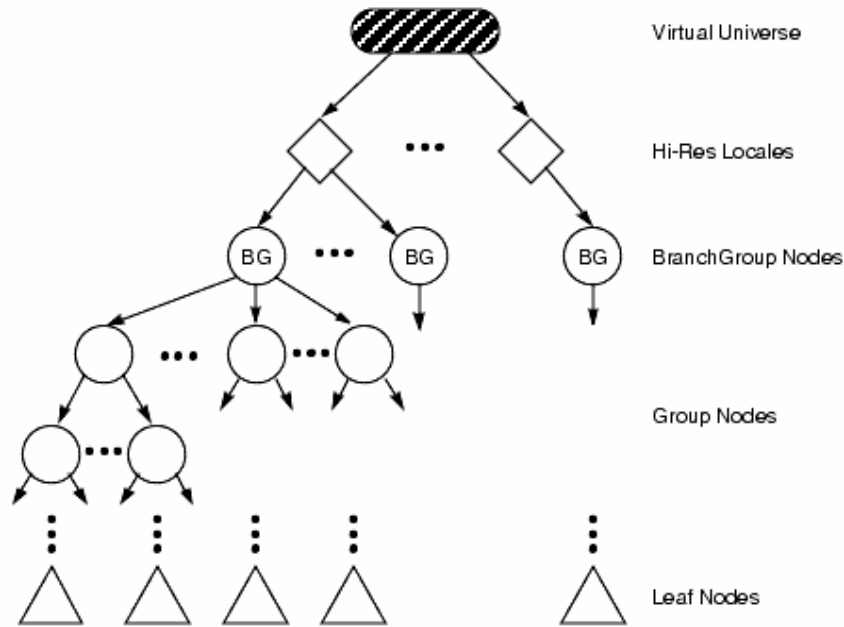 Virtual Universe
Hi-Res Locales
BG
BG
BG
BranchGroup Nodes
Group Nodes
Leaf Nodes